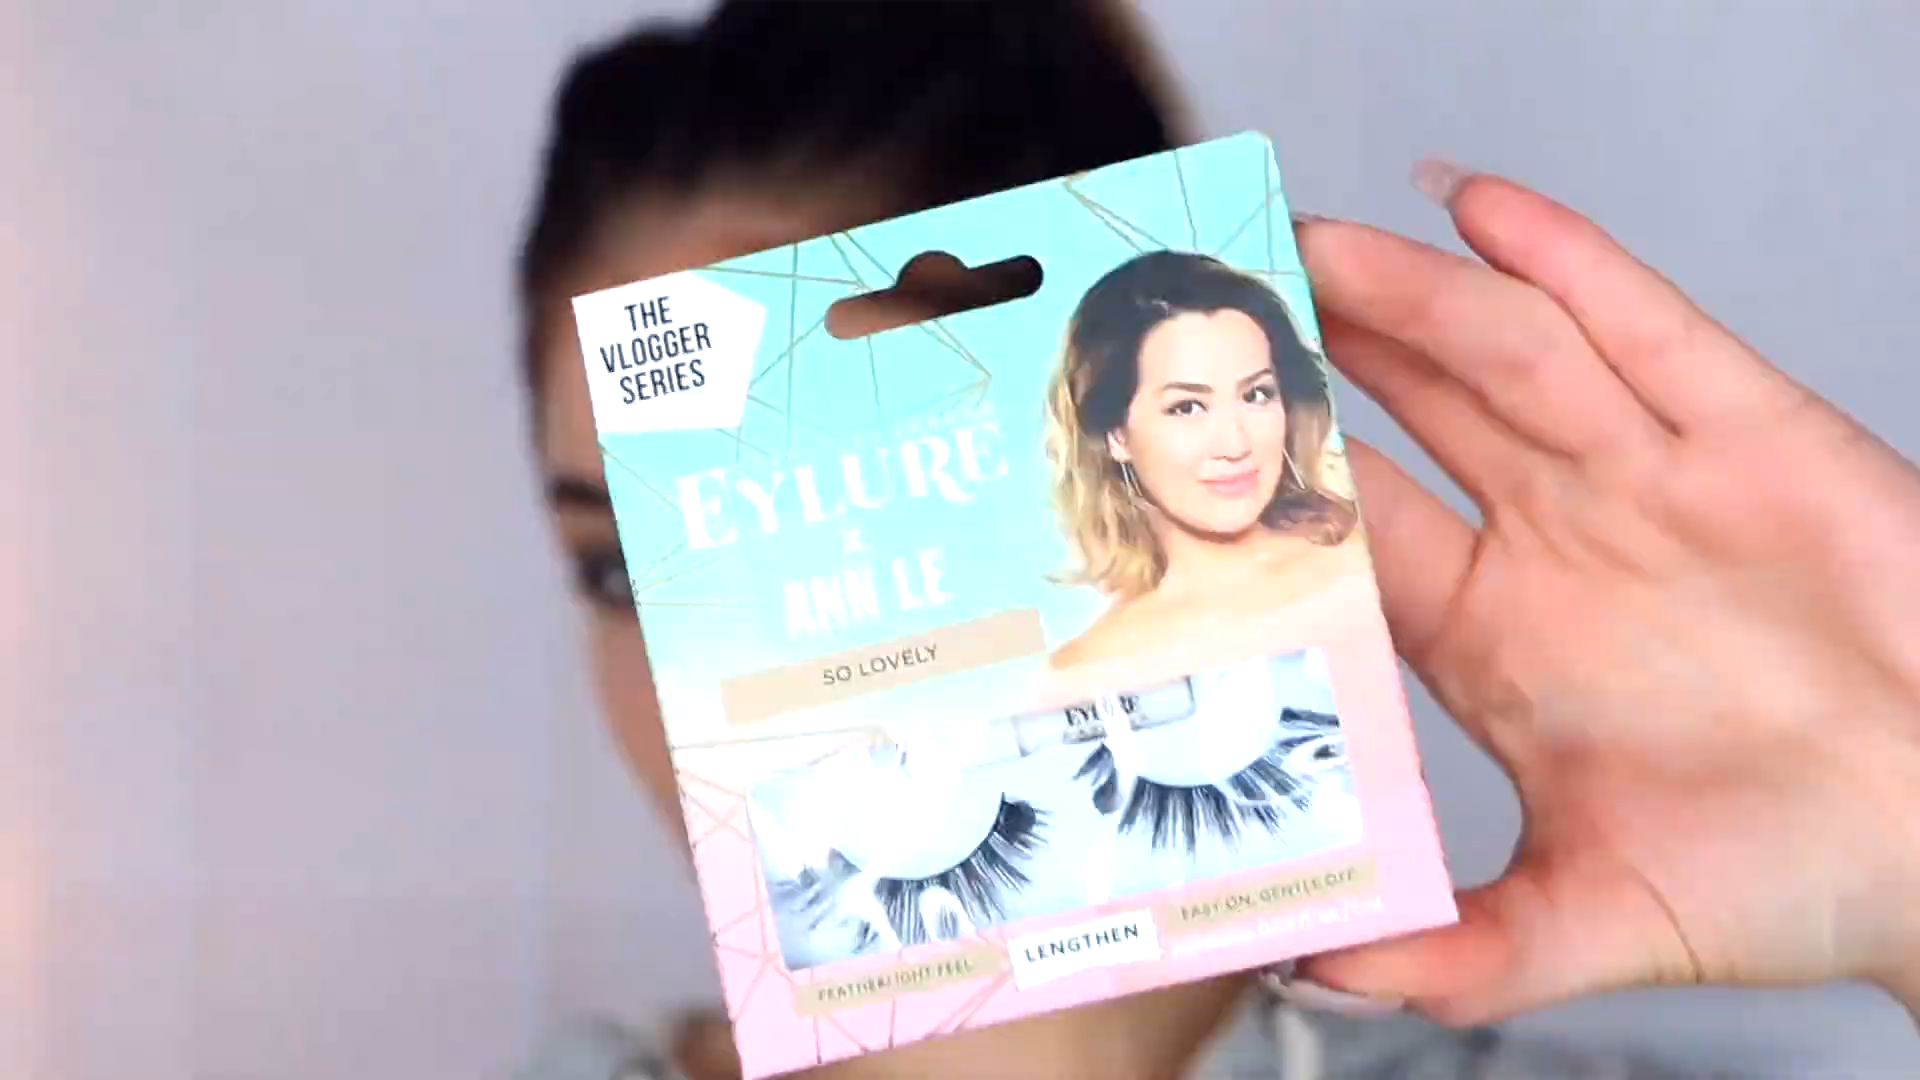 THE
VLOGGER
SERIES
EYLURE
x
ANN LE
SO LOVELY
EYLURE
FEATHERLIGHT FEEL
LENGTHEN
EASY ON, GENTLE OFF